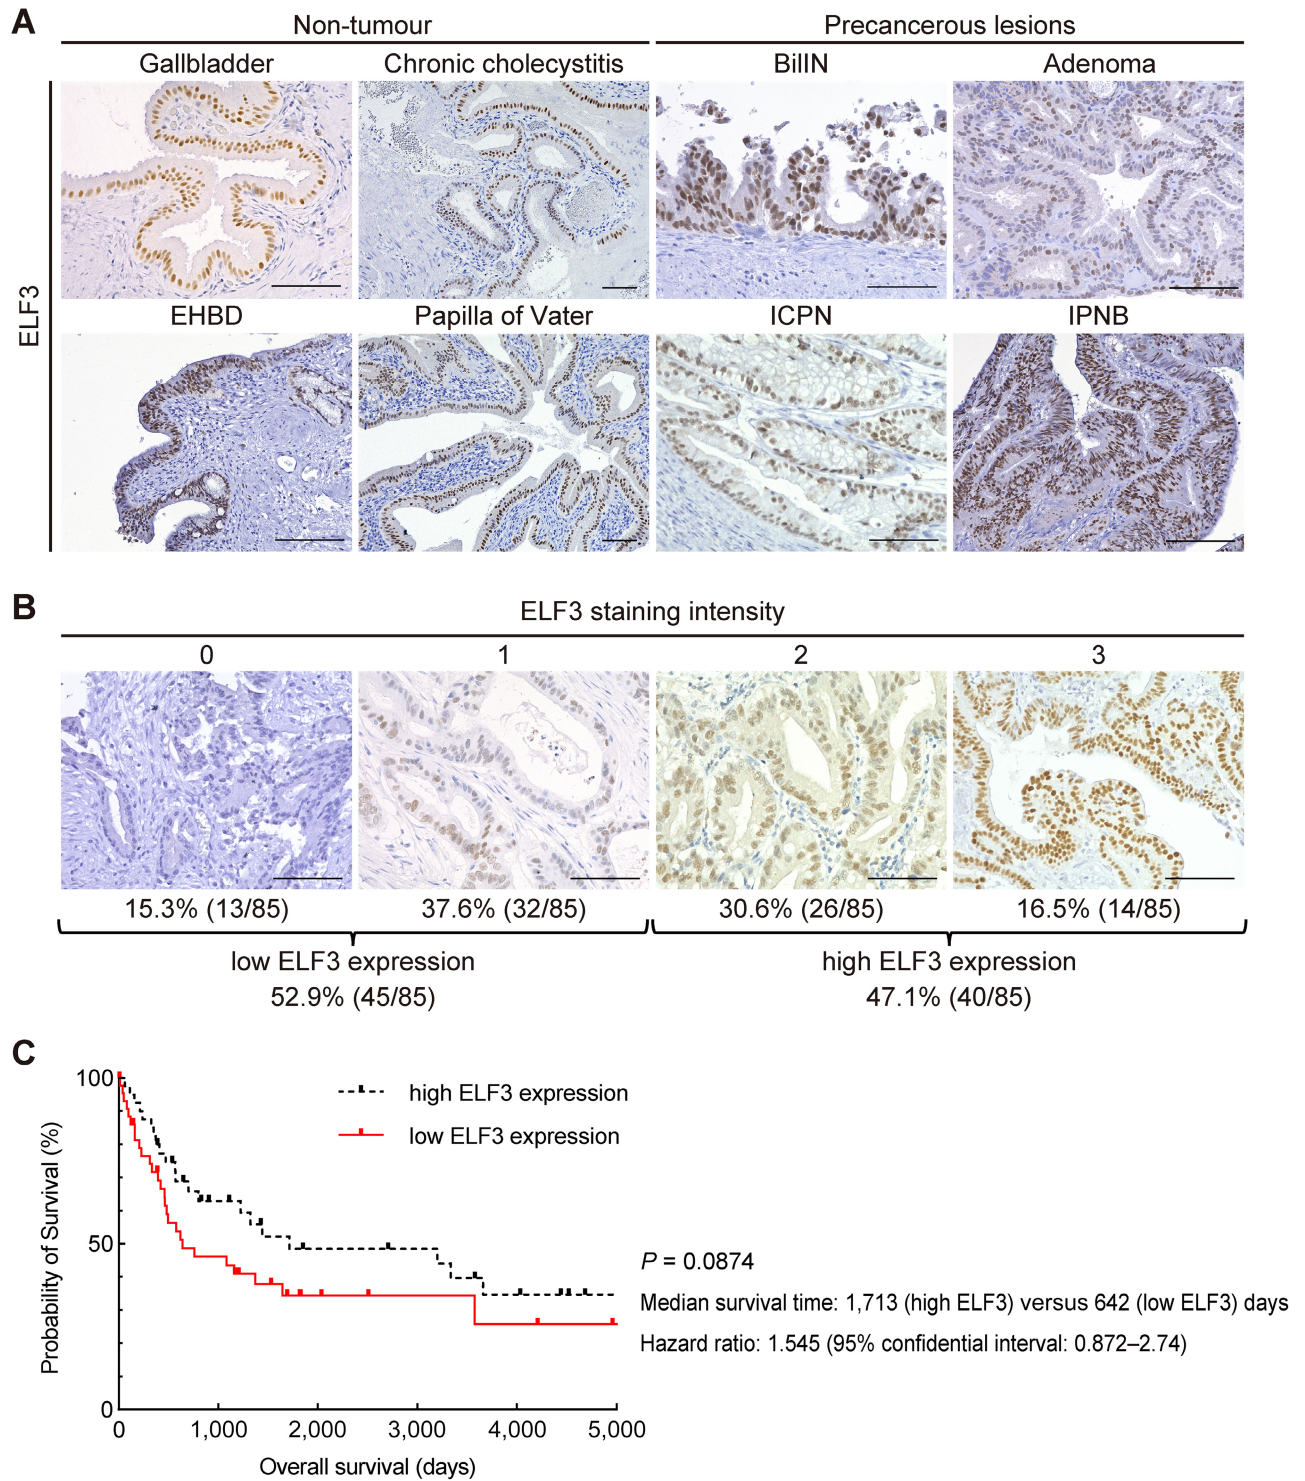 A
Non-tumour
Precancerous lesions
Gallbladder
Chronic cholecystitis
BilIN
Adenoma
ELF3
EHBD
Papilla of Vater
ICPN
IPNB
B
ELF3 staining intensity
0
1
2
3
15.3% (13/85)
37.6% (32/85)
30.6% (26/85)
16.5% (14/85)
low ELF3 expression
52.9% (45/85)
high ELF3 expression
47.1% (40/85)
C
100
50
0
Probability of Survival (%)
high ELF3 expression
low ELF3 expression
P = 0.0874
Median survival time: 1,713 (high ELF3) versus 642 (low ELF3) days
Hazard ratio: 1.545 (95% confidential interval: 0.872–2.74)
0
1,000
2,000
3,000
4,000
5,000
Overall survival (days)